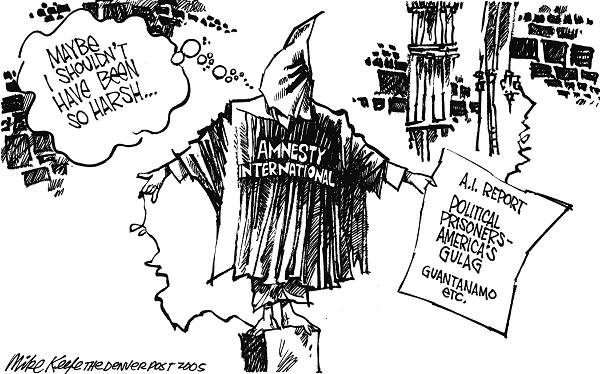 MAYBE
I SHOULDN'T
HAVE BEEN
SO HARSH...
AMNESTY
INTERNATIONAL
A.I. REPORT
POLITICAL
PRISONERS-
AMERICA'S
GULAG
GUANTANAMO
ETC.
Mike Keefe THE DENVER POST 2005